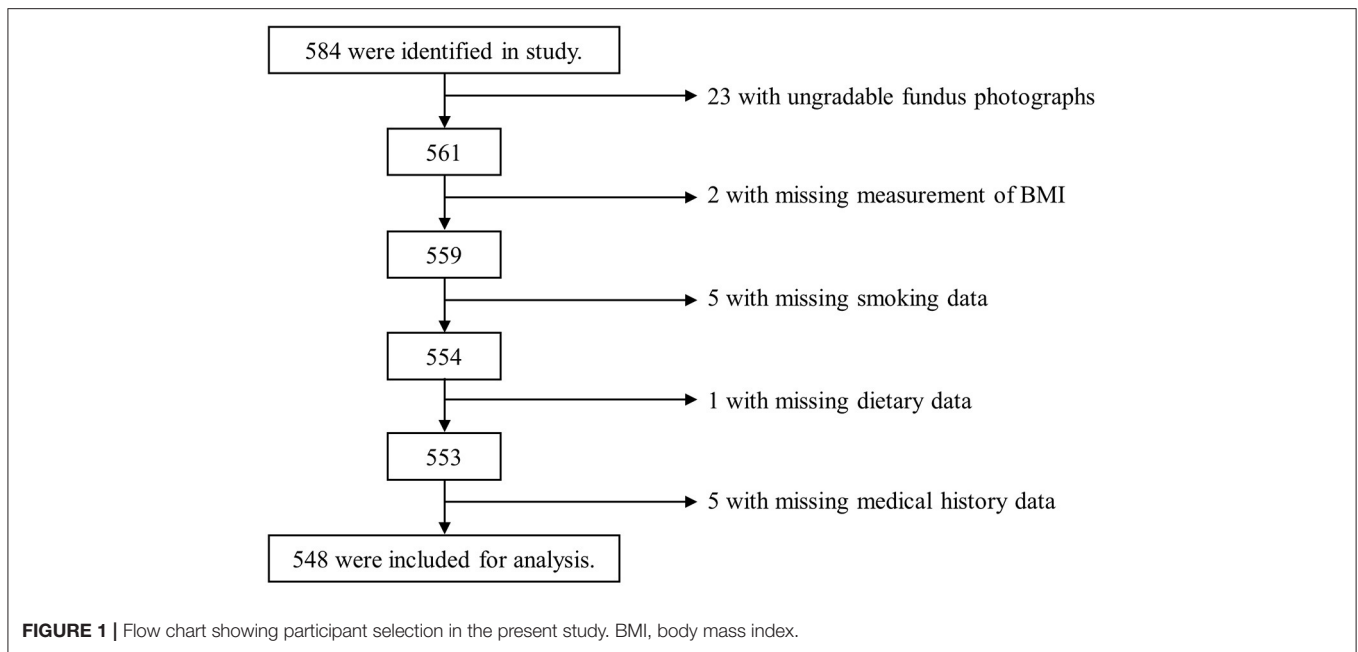 584 were identified in study.
23 with ungradable fundus photographs
561
2 with missing measurement of BMI
559
5 with missing smoking data
554
1 with missing dietary data
553
5 with missing medical history data
548 were included for analysis.
FIGURE 1 | Flow chart showing participant selection in the present study. BMI, body mass index.